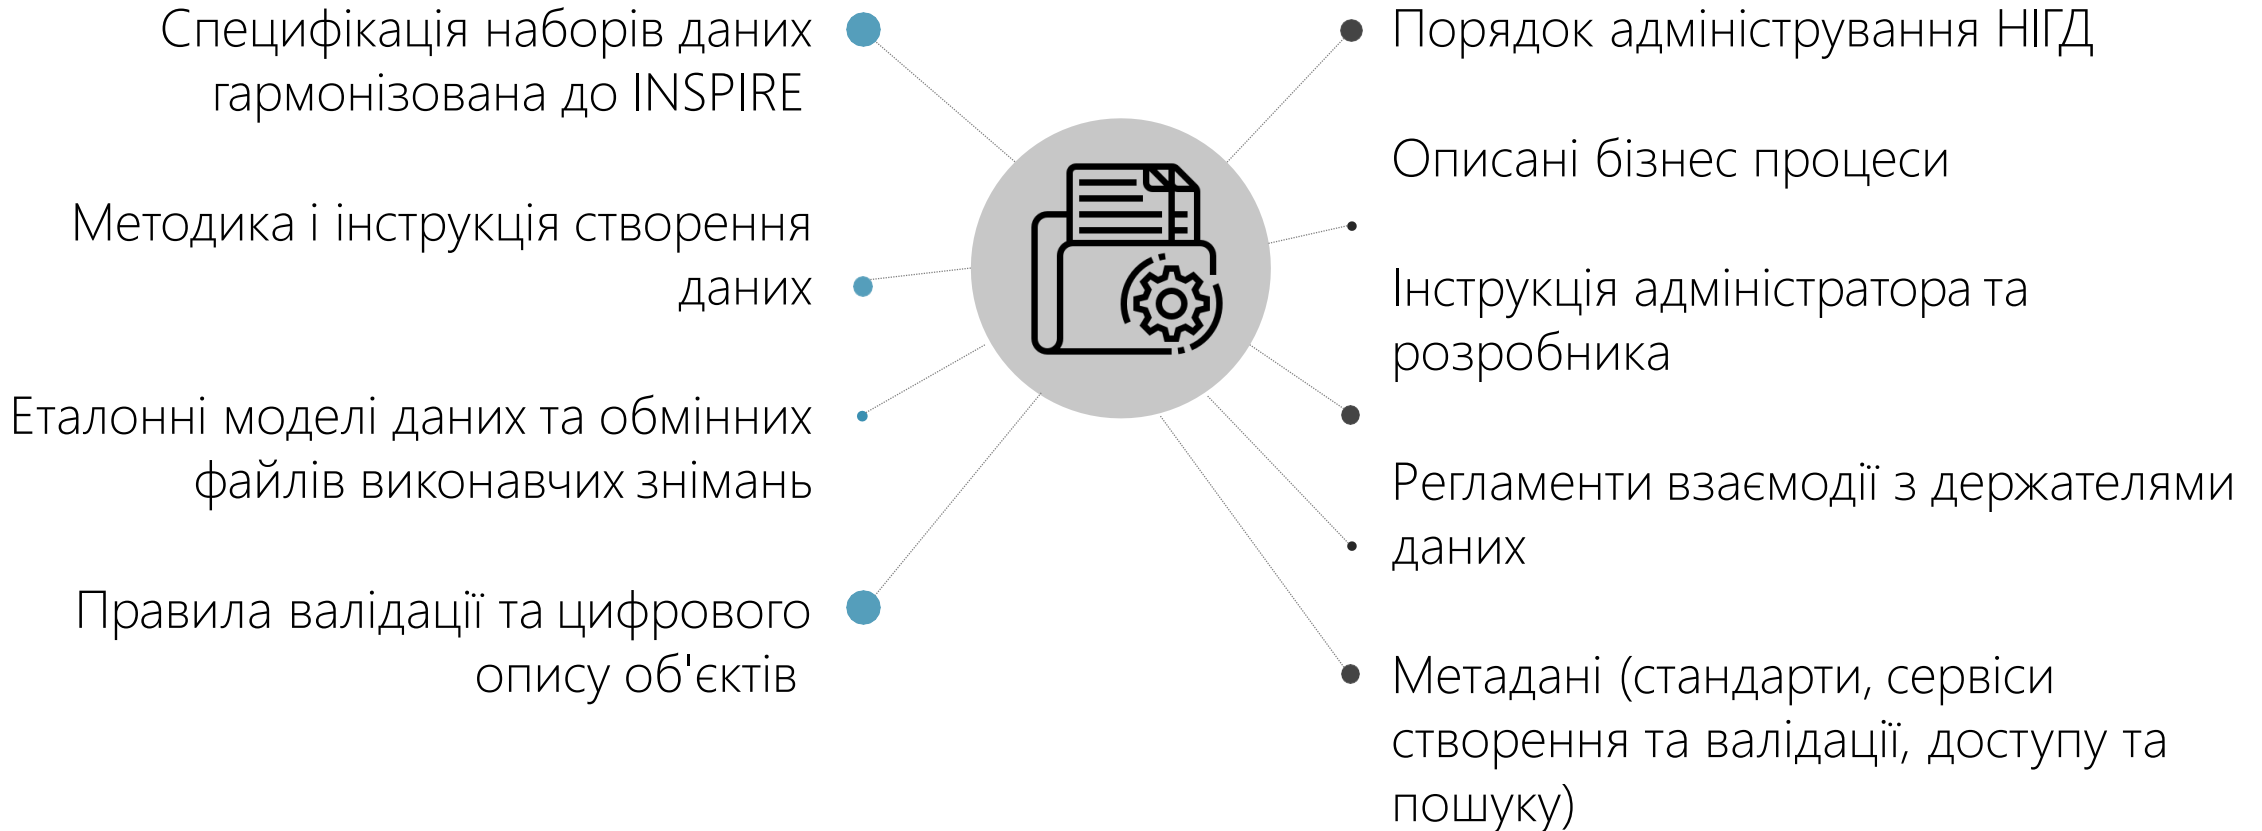 Специфікація наборів даних
гармонізована до INSPIRE
Методика і інструкція створення
даних
Еталонні моделі даних та обмінних
файлів виконавчих знімань
Правила валідації та цифрового
опису об'єктів
Порядок адміністрування НІГД
Описані бізнес процеси
Інструкція адміністратора та
розробника
Регламенти взаємодії з держателями
даних
Метадані (стандарти, сервіси
створення та валідації, доступу та
пошуку)